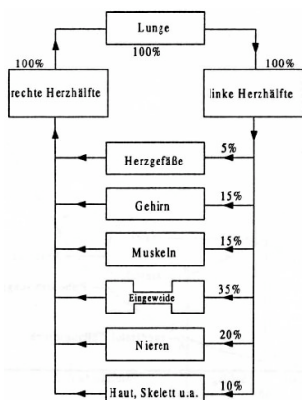 Lunge
100%
100%
100%
rechte Herzhälfte
linke Herzhälfte
Herzgefäße
5%
Gehirn
15%
Muskeln
15%
Eingeweide
35%
Nieren
20%
Haut, Skelett u.a.
10%